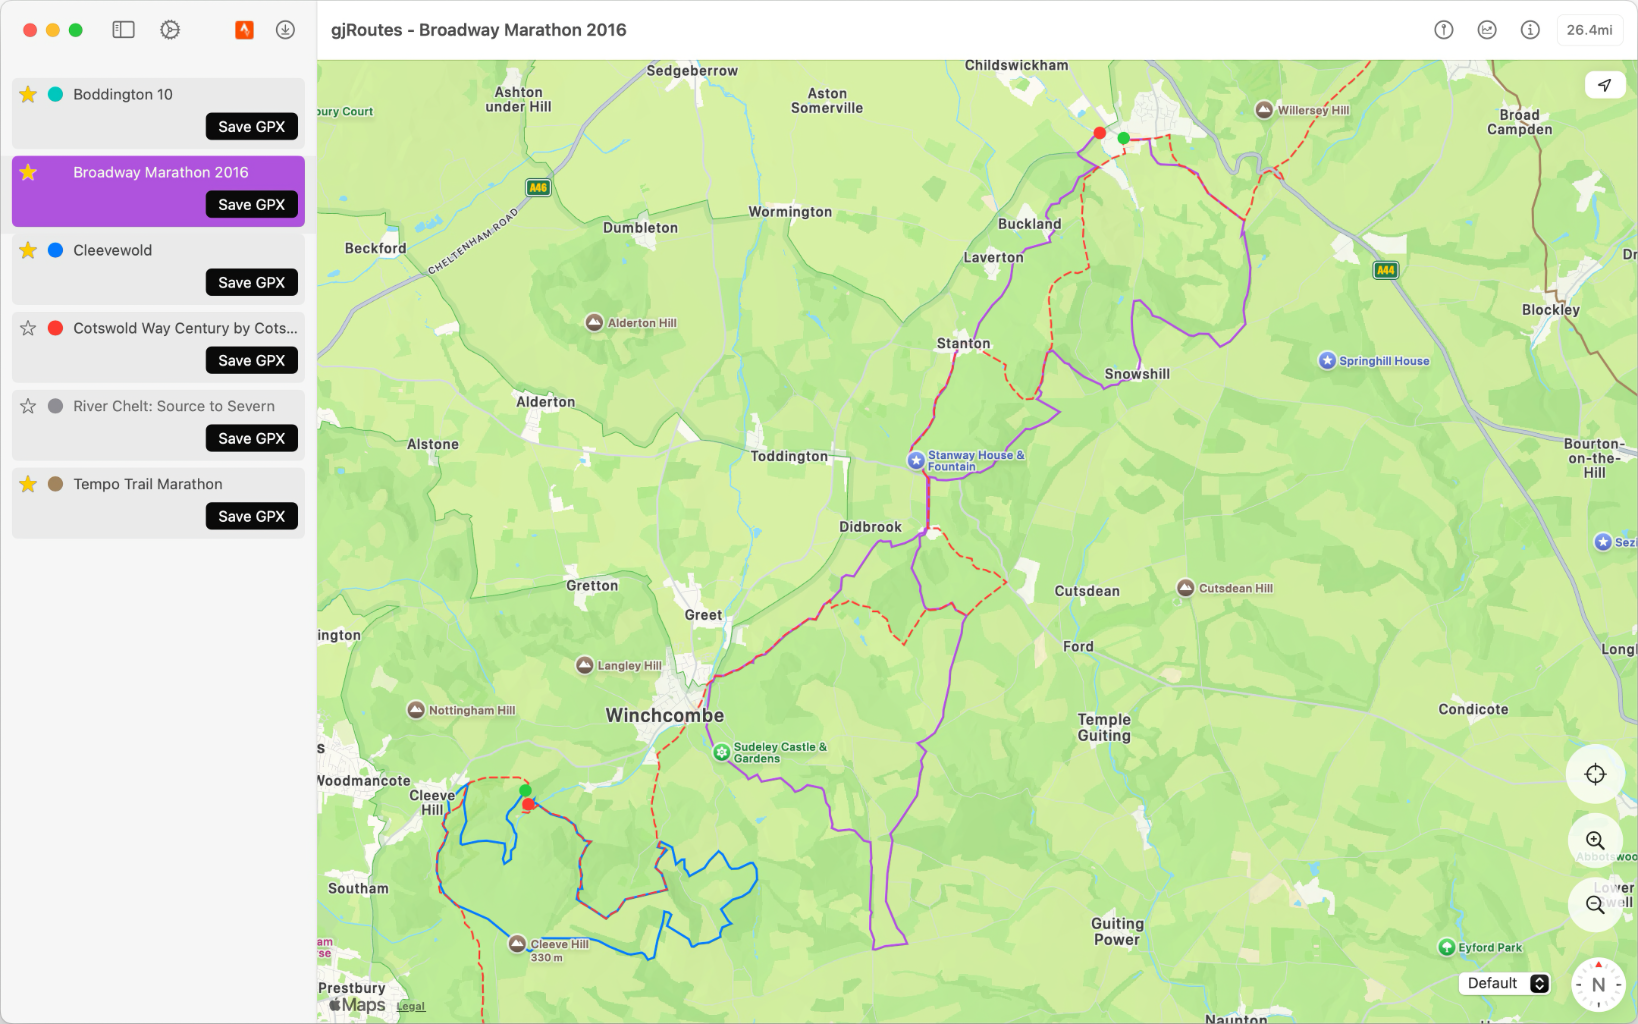 gjRoutes - Broadway Marathon 2016
26.4mi
Boddington 10
Save GPX
Broadway Marathon 2016
Save GPX
Cleevewold
Save GPX
Cotswold Way Century by Cots...
Save GPX
River Chelt: Source to Severn
Save GPX
Tempo Trail Marathon
Save GPX
Sedgeberrow
Childswickham
Ashton
under Hill
Aston
Somerville
bury Court
Willersey Hill
Broad
Campden
A46
CHELTENHAM ROAD
Wormington
Dumbleton
Beckford
Buckland
Laverton
A44
Blockley
Alderton Hill
Stanton
Snowshill
Springhill House
Alderton
Alstone
Toddington
Stanway House &
Fountain
Bourton-
on-the-
Hill
Didbrook
Sezi
Gretton
Greet
Cutsdean
Cutsdean Hill
ington
Ford
Long
Langley Hill
Nottingham Hill
Winchcombe
Condicote
Temple
Guiting
Sudeley Castle &
Gardens
s
Woodmancote
Cleeve
Hill
Abbotswoo
Southam
Lower
Swell
Guiting
Power
Cleeve Hill
330 m
Eyford Park
am
rse
Prestbury
Maps
Legal
Default
N
Naunton